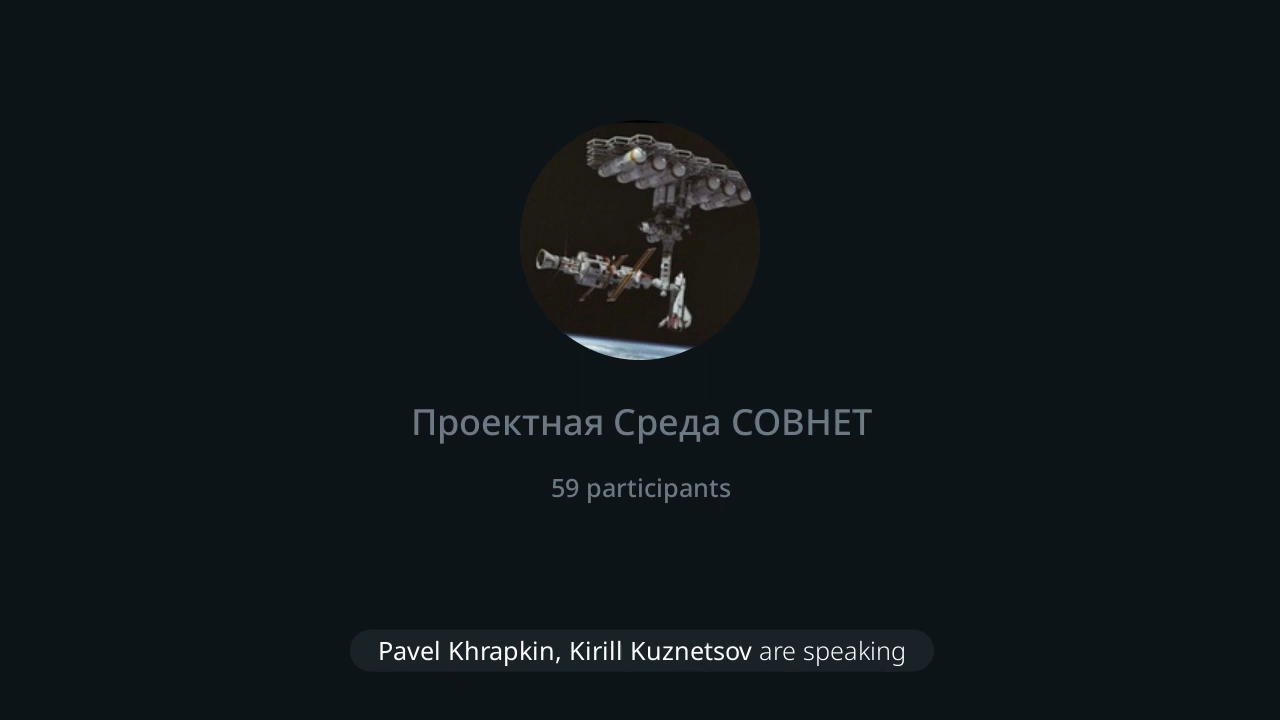 Проектная Среда СОВНЕТ
59 participants
Pavel Khrapkin, Kirill Kuznetsov are speaking